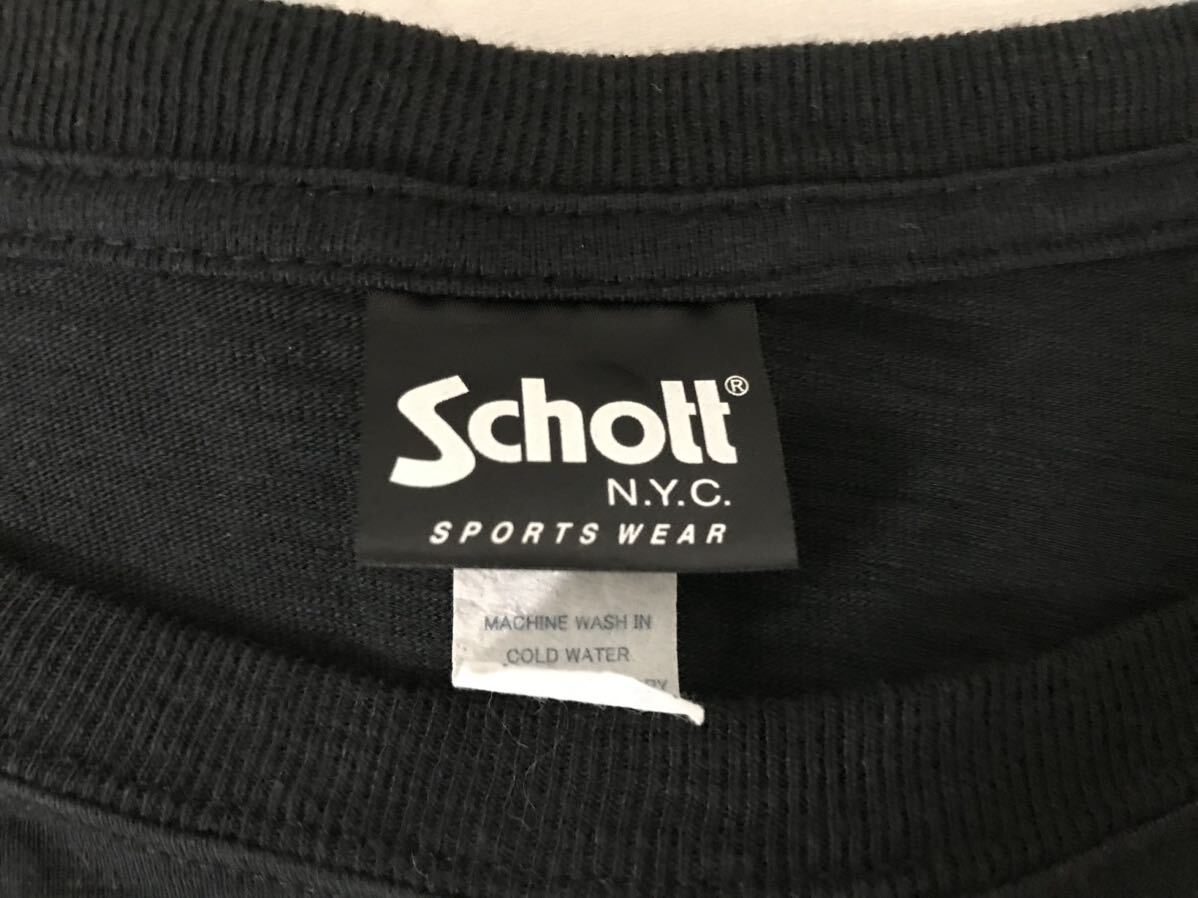 Schott®
N.Y.C.
SPORTS WEAR
MACHINE WASH IN
COLD WATER